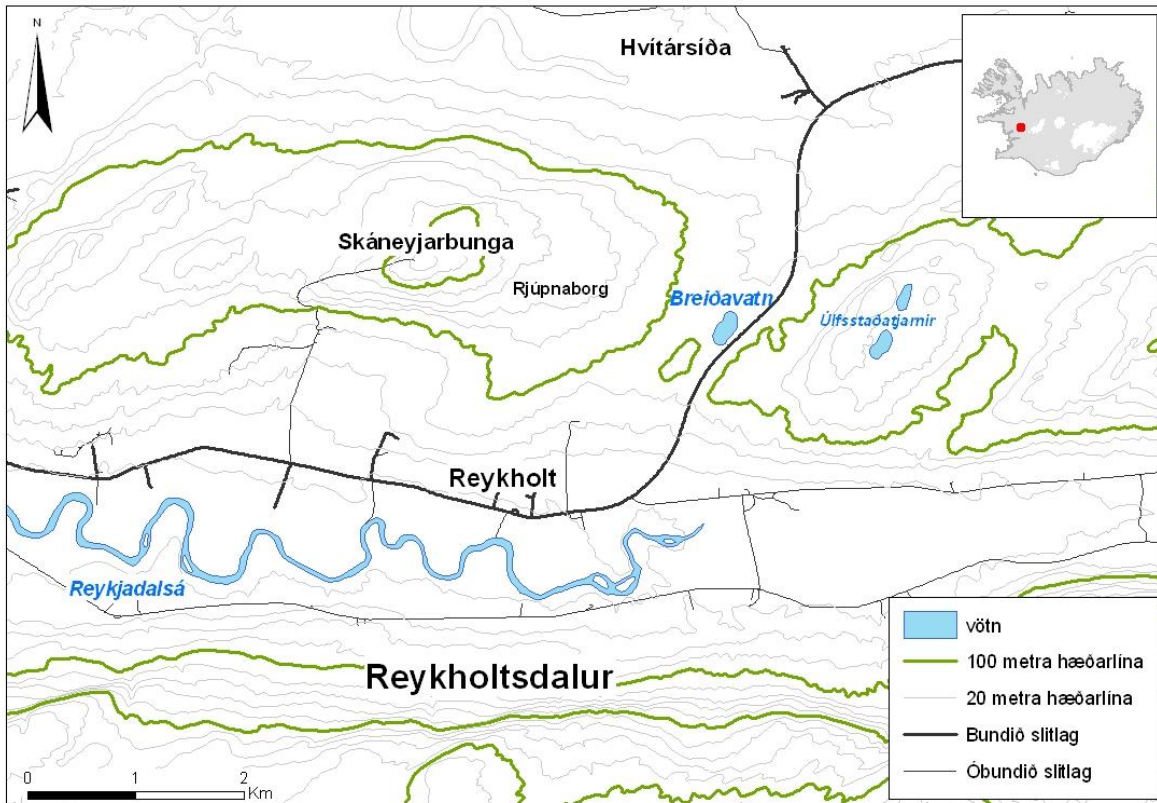 N
Hvítársíða
Skáneyjarbunga
Rjúpnaborg
Breiðavatn
Úlfsstaðatjarnir
Reykholt
Reykjadalsá
Reykholtsdalur
vötn
100 metra hæðarlína
20 metra hæðarlína
Bundið slitlag
Óbundið slitlag
0 1 2
Km